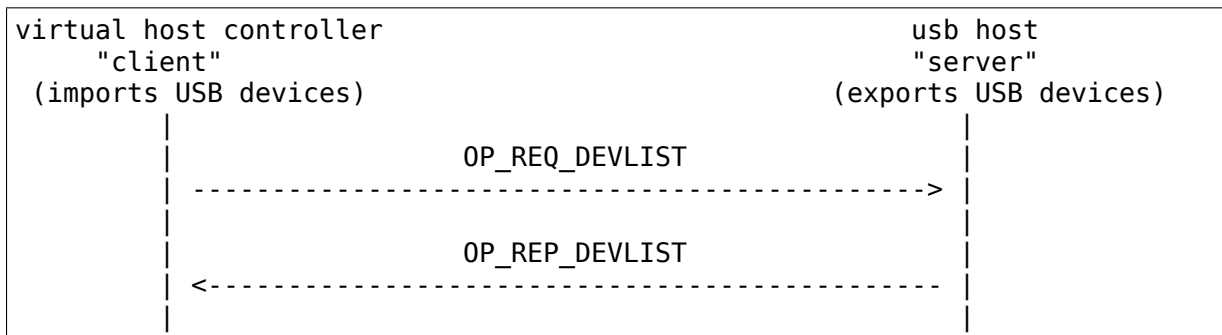 virtual host controller usb host
"client" "server"
(imports USB devices) (exports USB devices)
OP_REQ_DEVLIST
OP_REP_DEVLIST